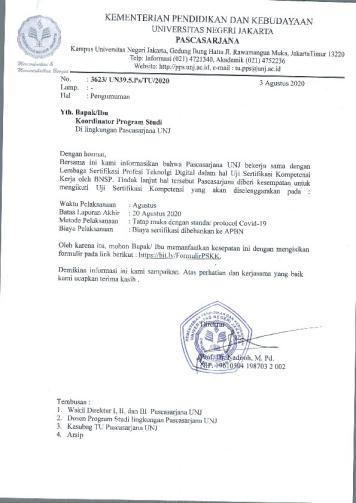 KEMENTERIAN PENDIDIKAN DAN KEBUDAYAAN
UNIVERSITAS NEGERI JAKARTA
PASCASARJANA
Kampus Universitas Negeri Jakarta, Gedung Bung Hatta Jl. Rawamangun Muka, JakartaTimur 13220
Telp: Informasi (021) 4721340, Akademik (021) 4752236
Website: http://pps.unj.ac.id, e-mail : tu.pps@unj.ac.id
No. : 3623/ UN39.5.Ps/TU/2020 3 Agustus 2020
Lamp. : -
Hal : Pengumuman
Yth. Bapak/Ibu
Koordinator Program Studi
Di lingkungan Pascasarjana UNJ
Dengan hormat,
Bersama ini kami informasikan bahwa Pascasarjana UNJ bekerja sama dengan
Lembaga Sertifikasi Profesi Teknolgi Digital dalam hal Uji Sertifikasi Kompetensi
Kerja oleh BNSP. Tindak lanjut hal tersebut Pascasarjana diberi kesempatan untuk
mengikuti Uji Sertifikasi Kompetensi yang akan diselenggarakan pada :
Waktu Pelaksanaan : Agustus
Batas Laporan Akhir : 20 Agustus 2020
Metode Pelaksanaan : Tatap muka dengan standar protocol Covid-19
Biaya Pelaksanaan : Biaya sertifikasi dibebankan ke APBN
Oleh karena itu, mohon Bapak/ Ibu memanfaatkan kesepatan ini dengan mengisikan
formulir pada link berikut : https://bit.ly/FormulirPSKK.
Demikian informasi ini kami sampaikan. Atas perhatian dan kerjasama yang baik
kami ucapkan terima kasih .
Direktur
Prof. Dr. Nadiroh, M. Pd.
NIP. 19610304 198703 2 002
Tembusan :
1. Wakil Direktur I, II, dan III Pascasarjana UNJ
2. Dosen Program Studi lingkungan Pascasarjana UNJ
3. Kasubag TU Pascasarjana UNJ
4. Arsip